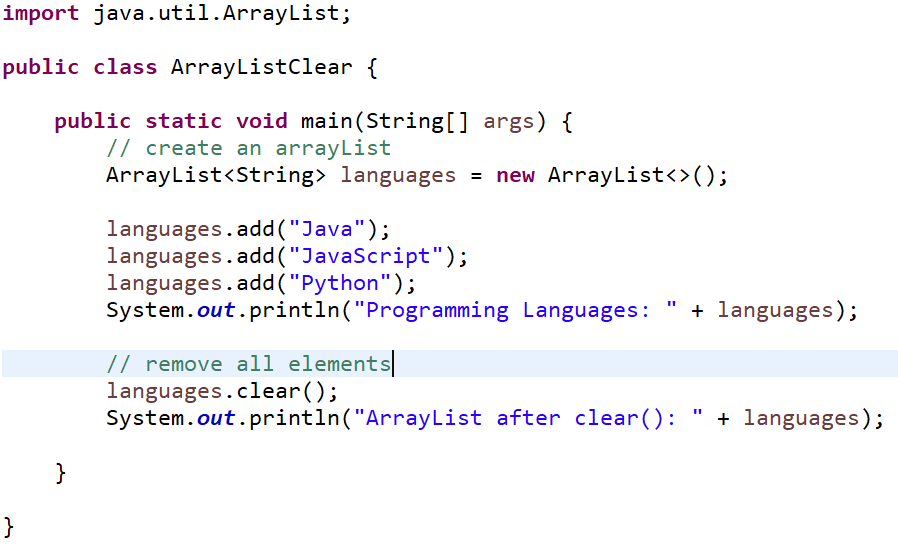 import java.util.ArrayList;
public class ArrayListClear {
public static void main(String[] args) {
// create an arrayList
ArrayList<String> languages = new ArrayList<>();
languages.add("Java");
languages.add("JavaScript");
languages.add("Python");
System.out.println("Programming Languages: " + languages);
// remove all elements
languages.clear();
System.out.println("ArrayList after clear(): " + languages);
}
}